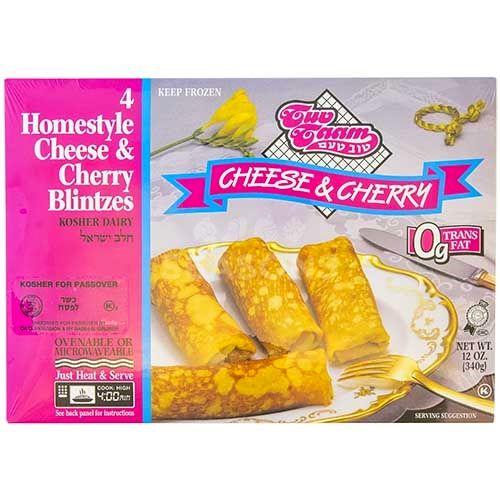 4
Homestyle
Cheese &
Cherry
Blintzes
KOSHER DAIRY
חלב ישראל
KOSHER FOR PASSOVER
כשר
לפסח
K
OVENABLE OR
MICROWAVEABLE
Just Heat & Serve
COOK: HIGH
4:00 Min
See back panel for instructions
KEEP FROZEN
Tuv
Taam
טוב טעם
CHEESE & CHERRY
0g TRANS
FAT
NET WT.
12 OZ.
(340g)
K
SERVING SUGGESTION